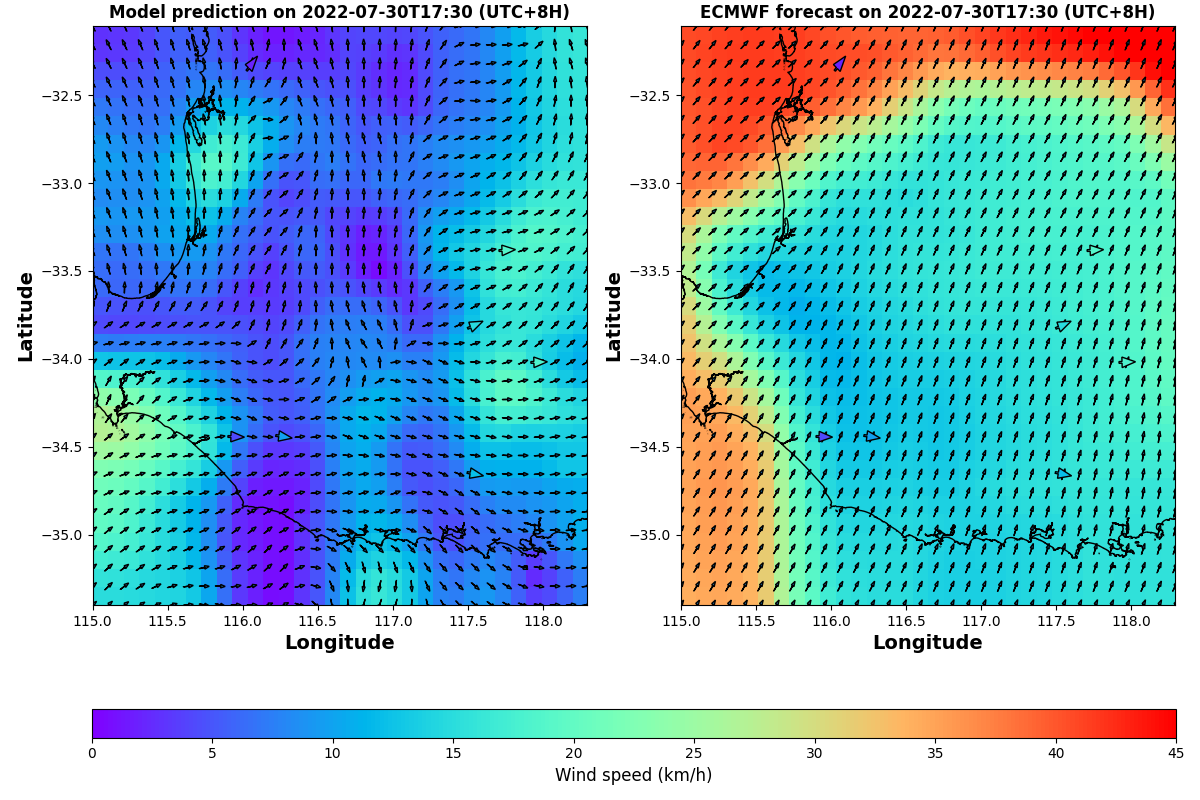 Model prediction on 2022-07-30T17:30 (UTC+8H)
ECMWF forecast on 2022-07-30T17:30 (UTC+8H)
Latitude
−32.5
−33.0
−33.5
−34.0
−34.5
−35.0
115.0 115.5 116.0 116.5 117.0 117.5 118.0
Longitude
Latitude
−32.5
−33.0
−33.5
−34.0
−34.5
−35.0
115.0 115.5 116.0 116.5 117.0 117.5 118.0
Longitude
0 5 10 15 20 25 30 35 40 45
Wind speed (km/h)